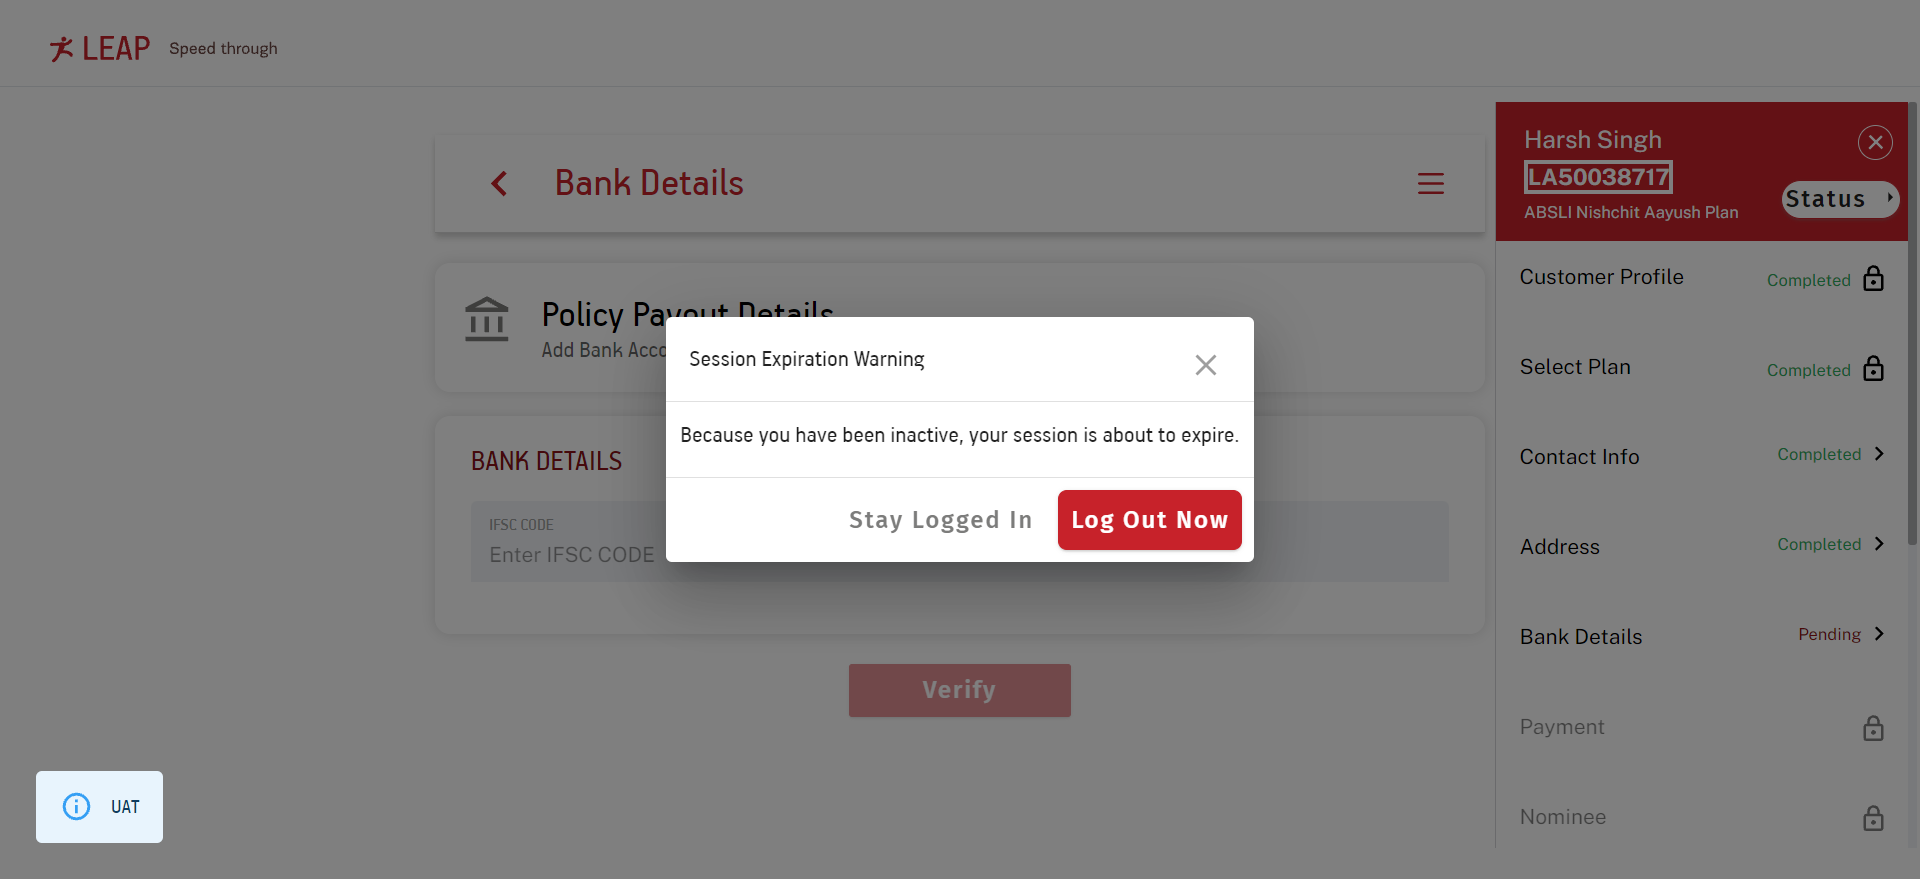 LEAP Speed through
Bank Details
Policy Payout Details
Add Bank Acco
BANK DETAILS
IFSC CODE
Enter IFSC CODE
Verify
Session Expiration Warning
Because you have been inactive, your session is about to expire.
Stay Logged In
Log Out Now
Harsh Singh
LA50038717
ABSLI Nishchit Aayush Plan
Status
Customer Profile Completed
Select Plan Completed
Contact Info Completed
Address Completed
Bank Details Pending
Payment
Nominee
UAT